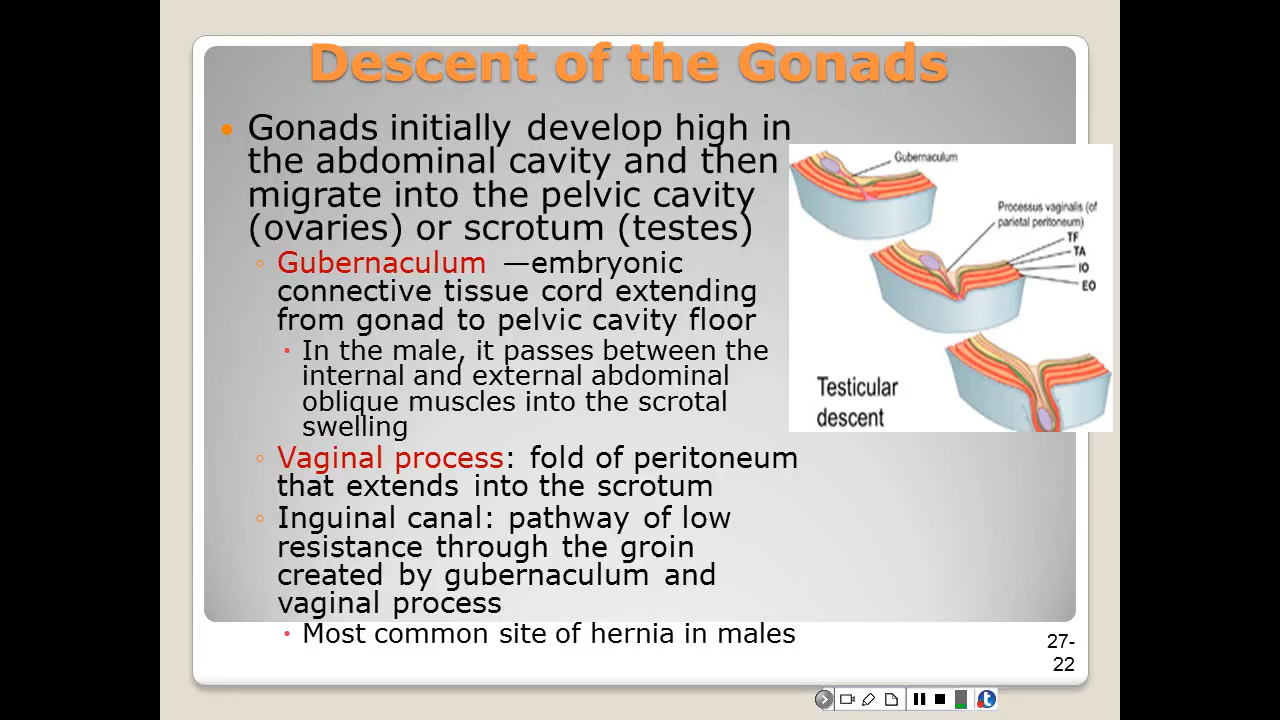 Descent of the Gonads
• Gonads initially develop high in
the abdominal cavity and then
migrate into the pelvic cavity
(ovaries) or scrotum (testes)
◦ Gubernaculum —embryonic
connective tissue cord extending
from gonad to pelvic cavity floor
• In the male, it passes between the
internal and external abdominal
oblique muscles into the scrotal
swelling
◦ Vaginal process: fold of peritoneum
that extends into the scrotum
◦ Inguinal canal: pathway of low
resistance through the groin
created by gubernaculum and
vaginal process
• Most common site of hernia in males
Gubernaculum
Processus vaginalis (of
parietal peritoneum)
TF
TA
IO
EO
Testicular
descent
27-
22